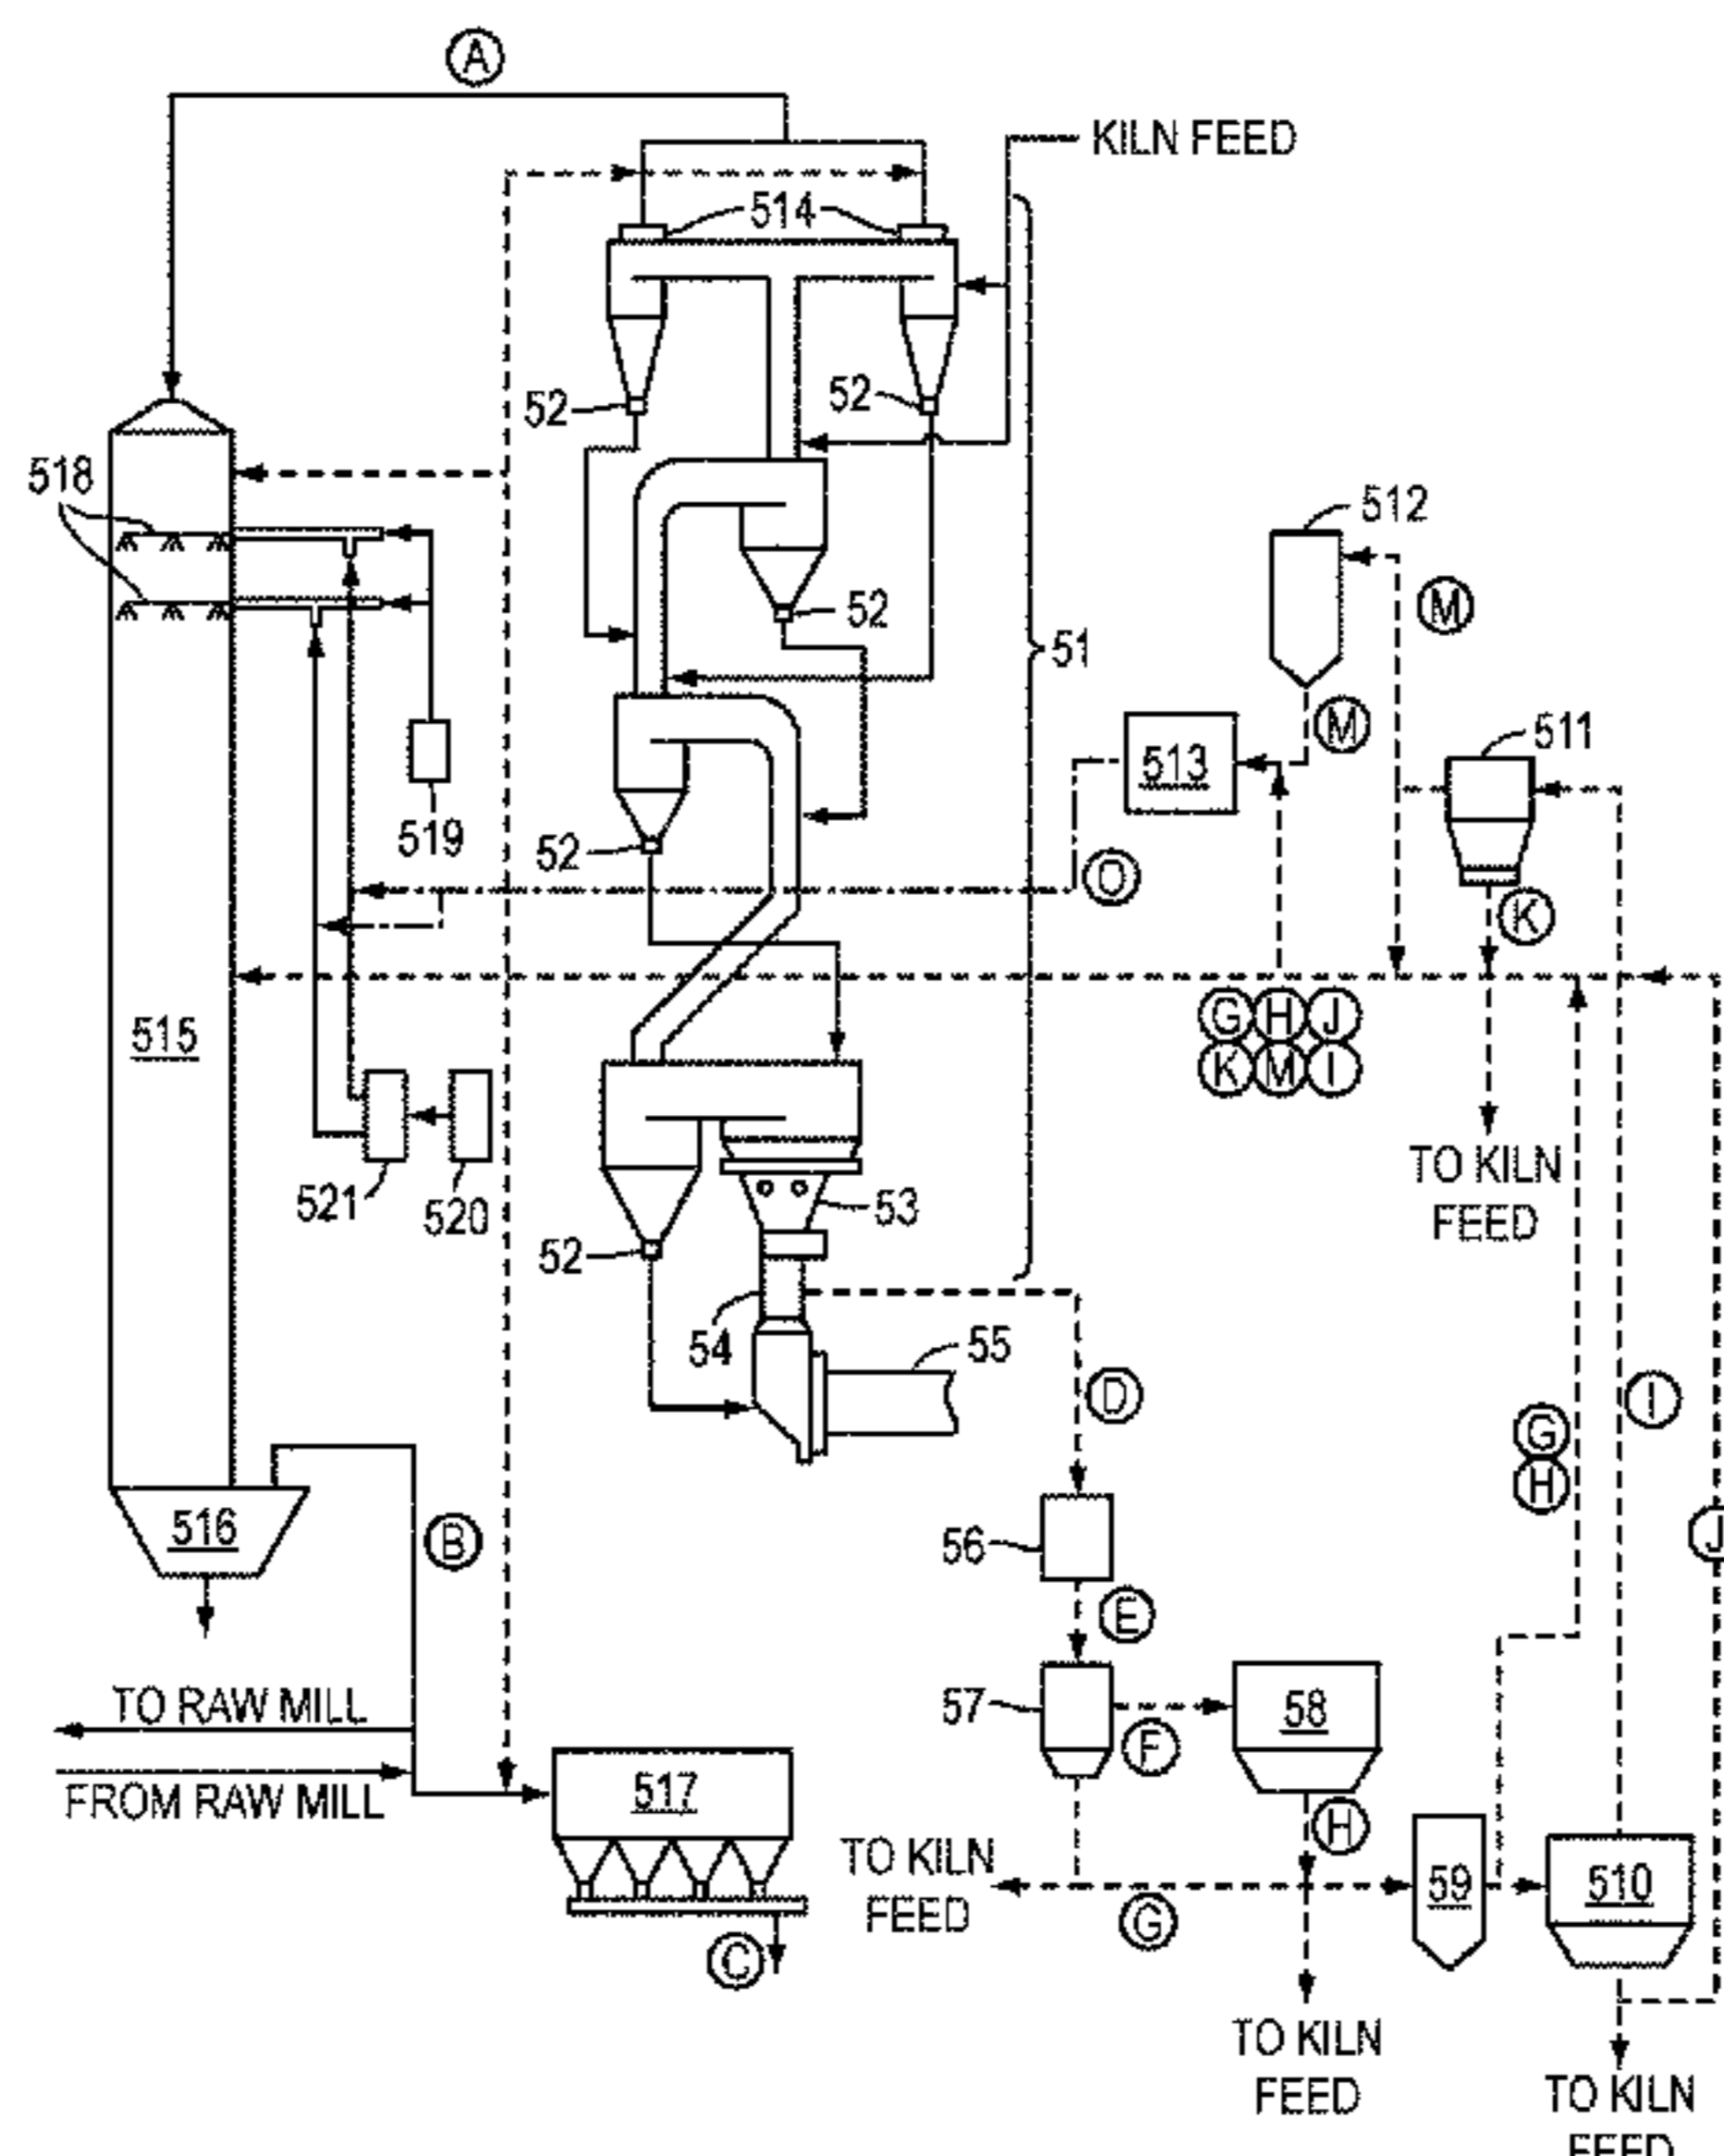 A
KILN FEED
514
52
52
518
512
52
M
51
M
511
513
519
52
O
K
G H J
515
K M I
TO KILN
FEED
521
520
53
52
54
55
D
I
G
H
516
B
56
J
E
TO RAW MILL
57
58
F
FROM RAW MILL
517
H
TO KILN
FEED
59
510
G
C
TO KILN
FEED
TO KILN
FEED